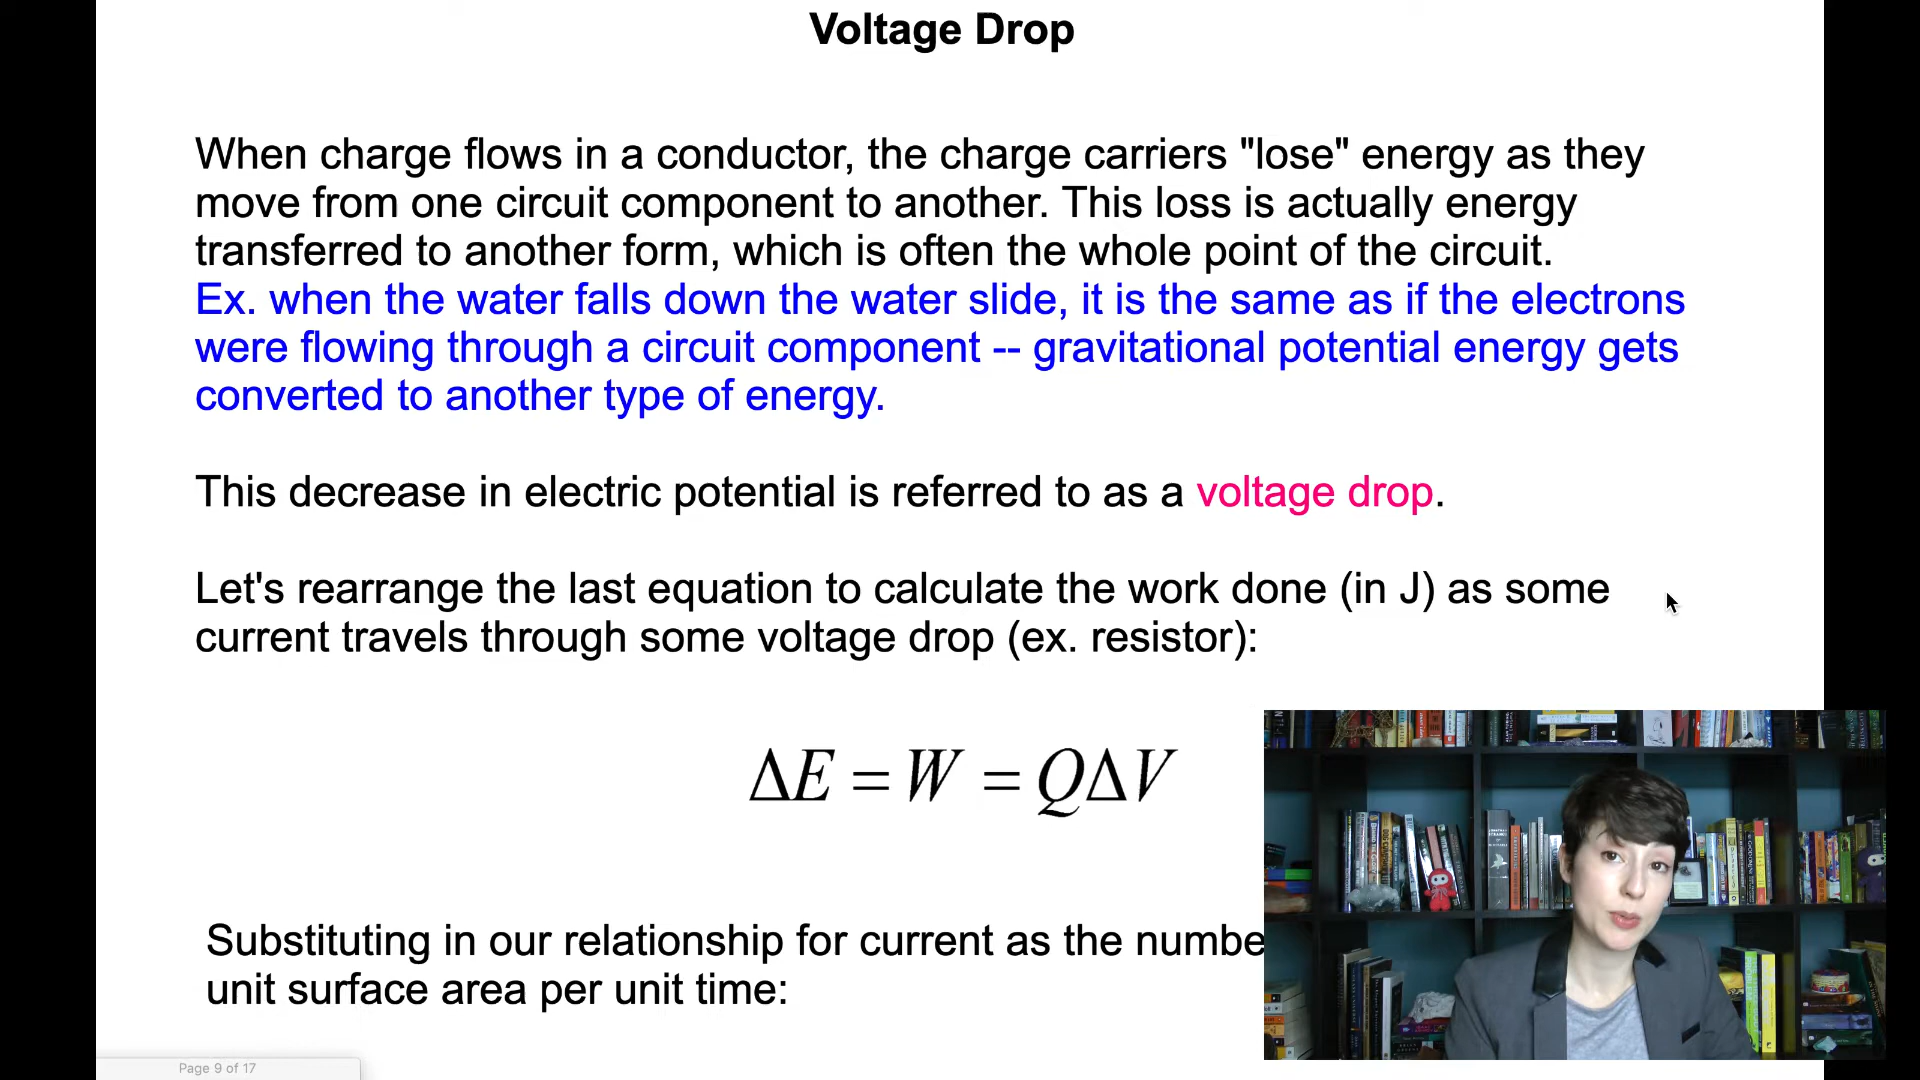 Voltage Drop
When charge flows in a conductor, the charge carriers "lose" energy as they
move from one circuit component to another. This loss is actually energy
transferred to another form, which is often the whole point of the circuit.
Ex. when the water falls down the water slide, it is the same as if the electrons
were flowing through a circuit component -- gravitational potential energy gets
converted to another type of energy.
This decrease in electric potential is referred to as a voltage drop.
Let's rearrange the last equation to calculate the work done (in J) as some
current travels through some voltage drop (ex. resistor):
ΔE = W = QΔV
Substituting in our relationship for current as the numbe
unit surface area per unit time:
Page 9 of 17